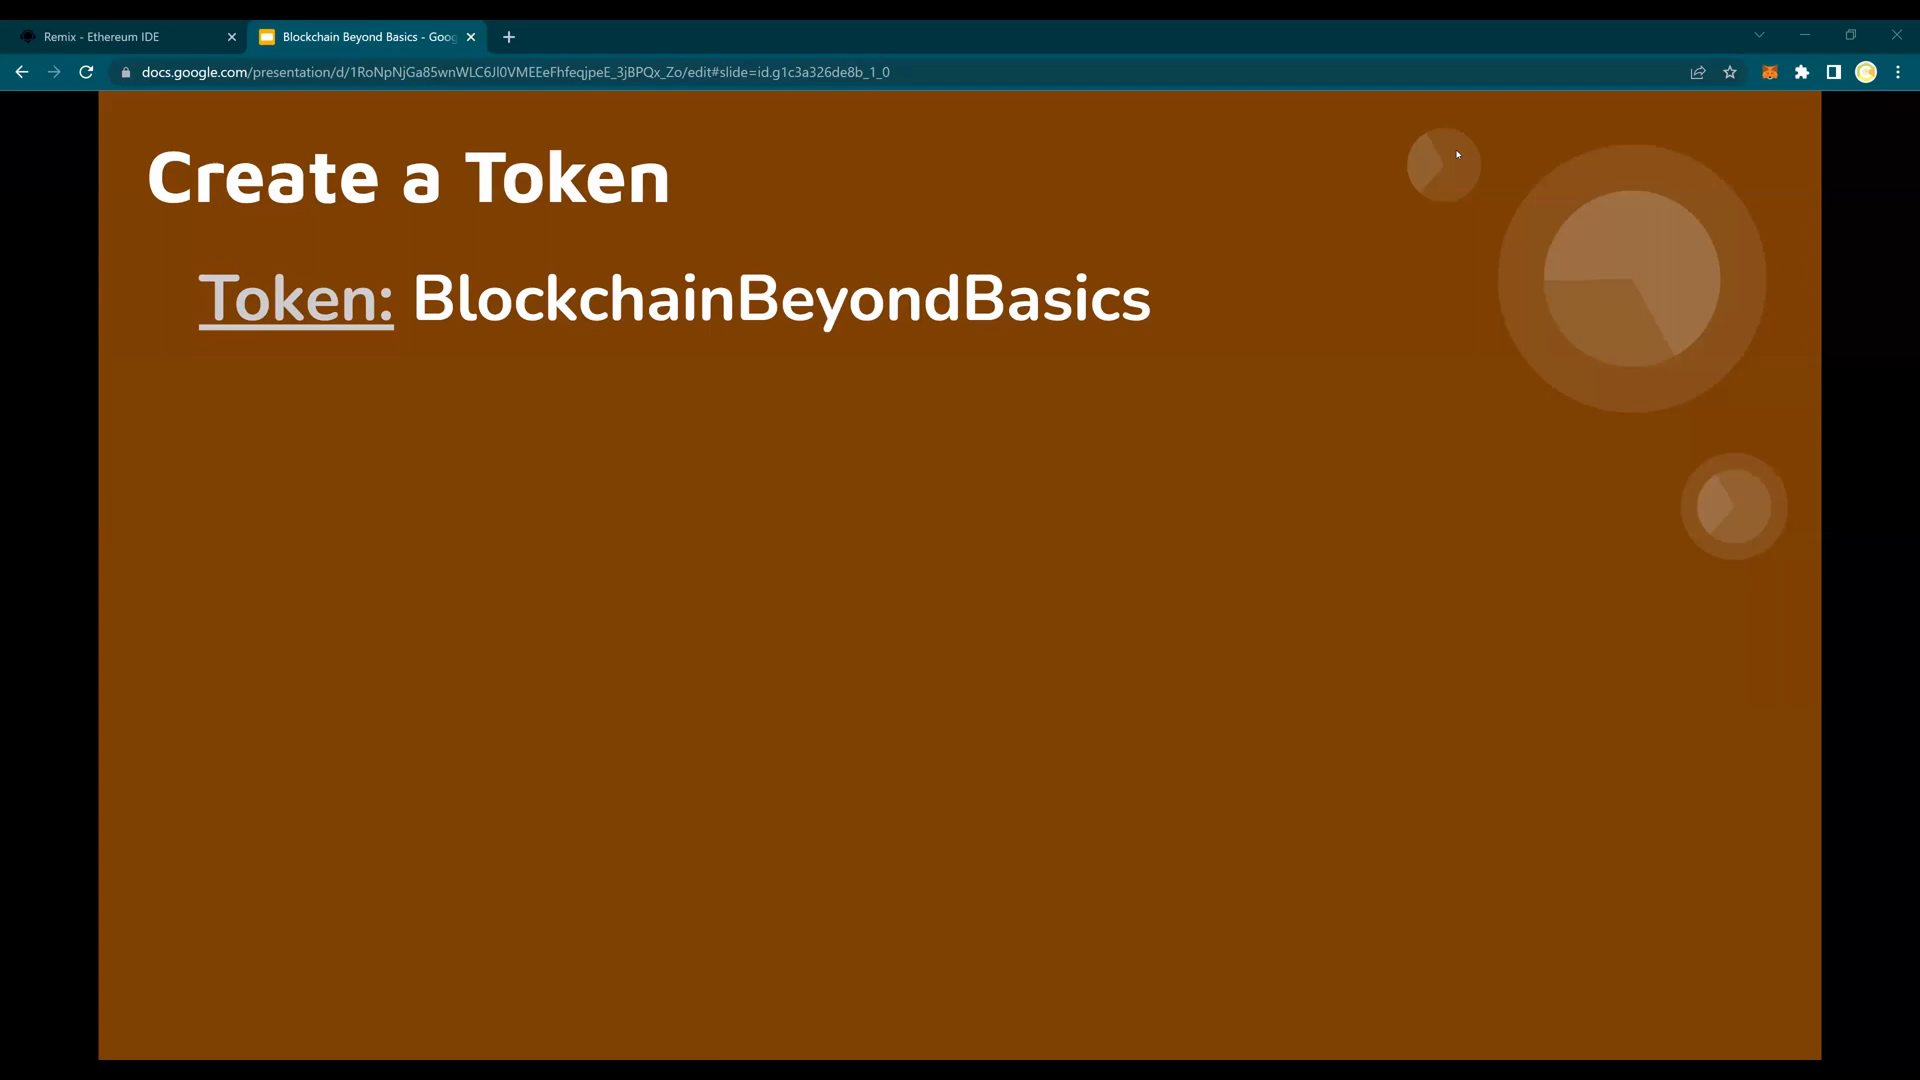 Remix - Ethereum IDE
Blockchain Beyond Basics - Goog
docs.google.com/presentation/d/1RoNpNjGa85wnWLC6Jl0VMEEeFhfeqjpeE_3jBPQx_Zo/edit#slide=id.g1c3a326de8b_1_0
Create a Token
Token: BlockchainBeyondBasics